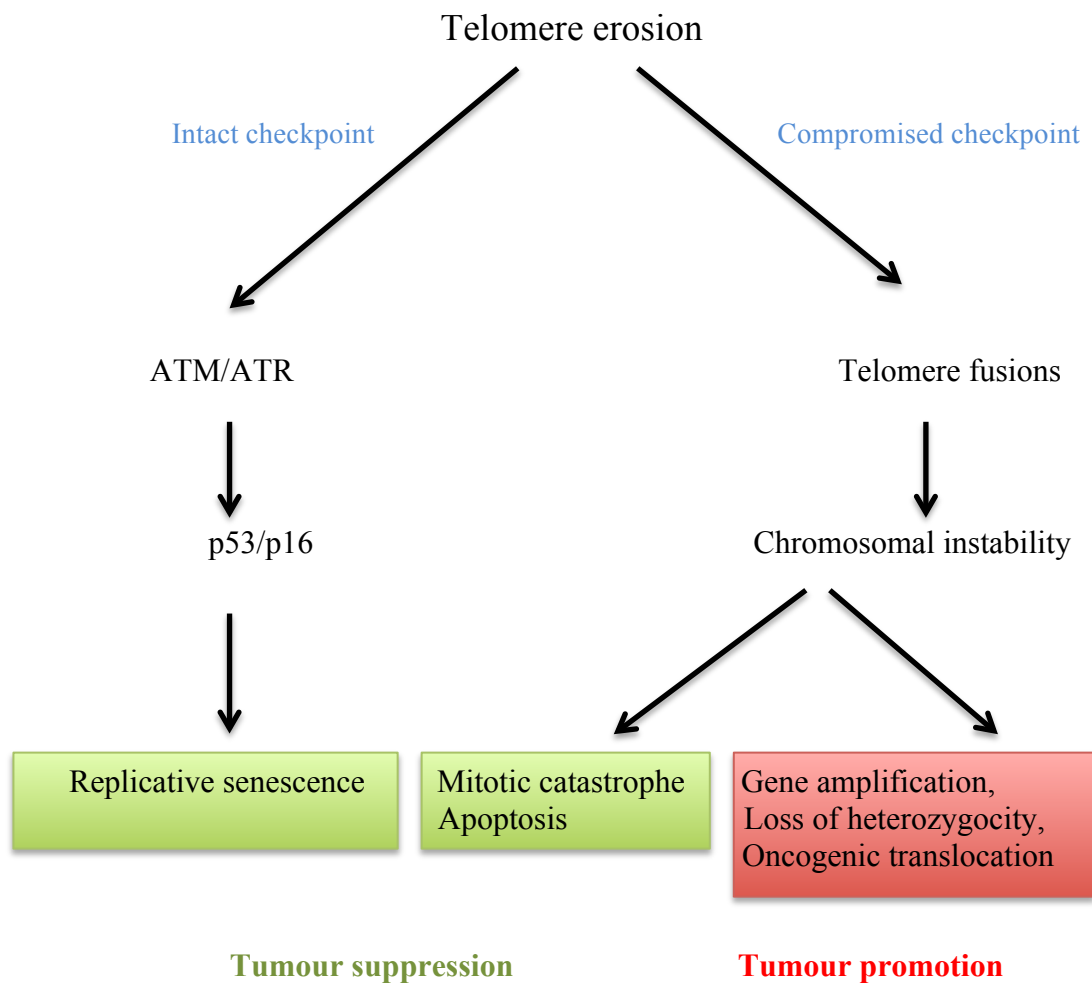 Telomere erosion
Intact checkpoint
Compromised checkpoint
ATM/ATR
Telomere fusions
p53/p16
Chromosomal instability
Replicative senescence
Mitotic catastrophe
Apoptosis
Gene amplification,
Loss of heterozygocity,
Oncogenic translocation
Tumour suppression
Tumour promotion